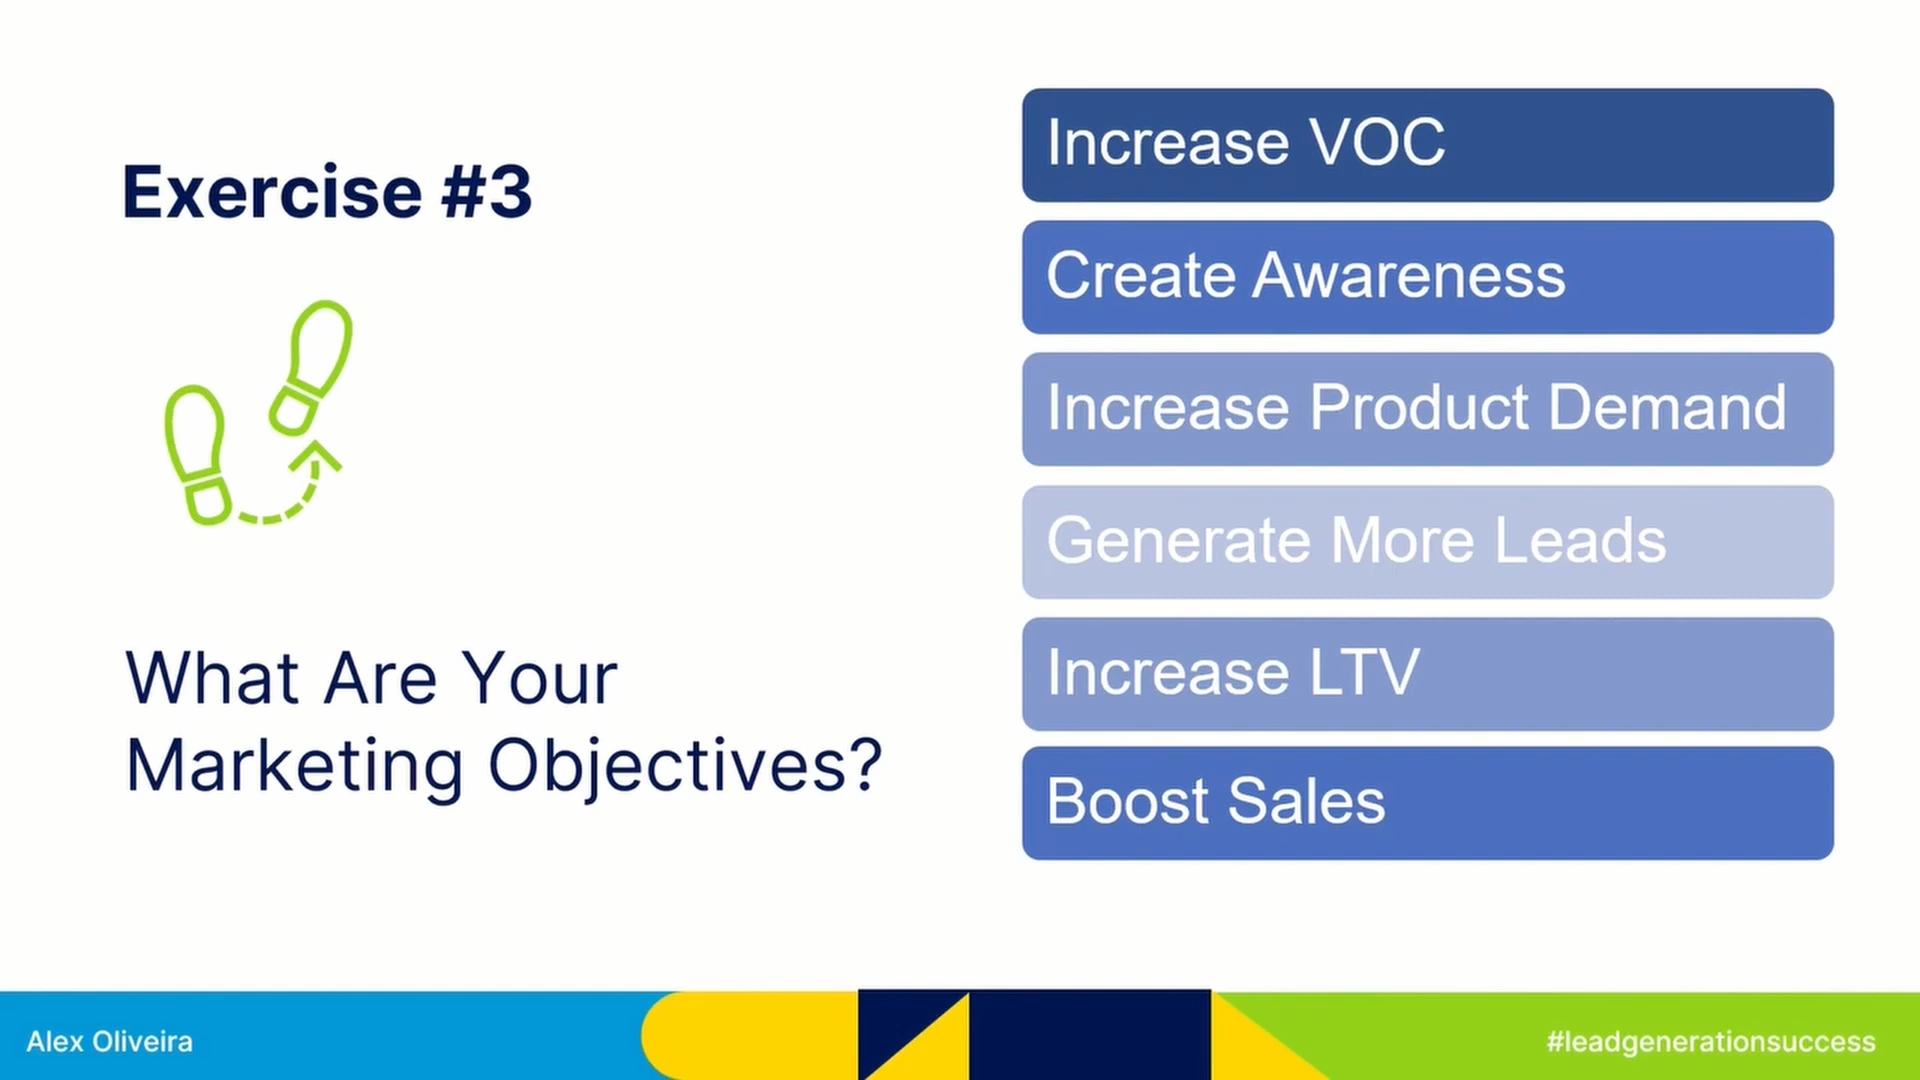 Exercise #3
What Are Your
Marketing Objectives?
Increase VOC
Create Awareness
Increase Product Demand
Generate More Leads
Increase LTV
Boost Sales
Alex Oliveira
#leadgenerationsuccess